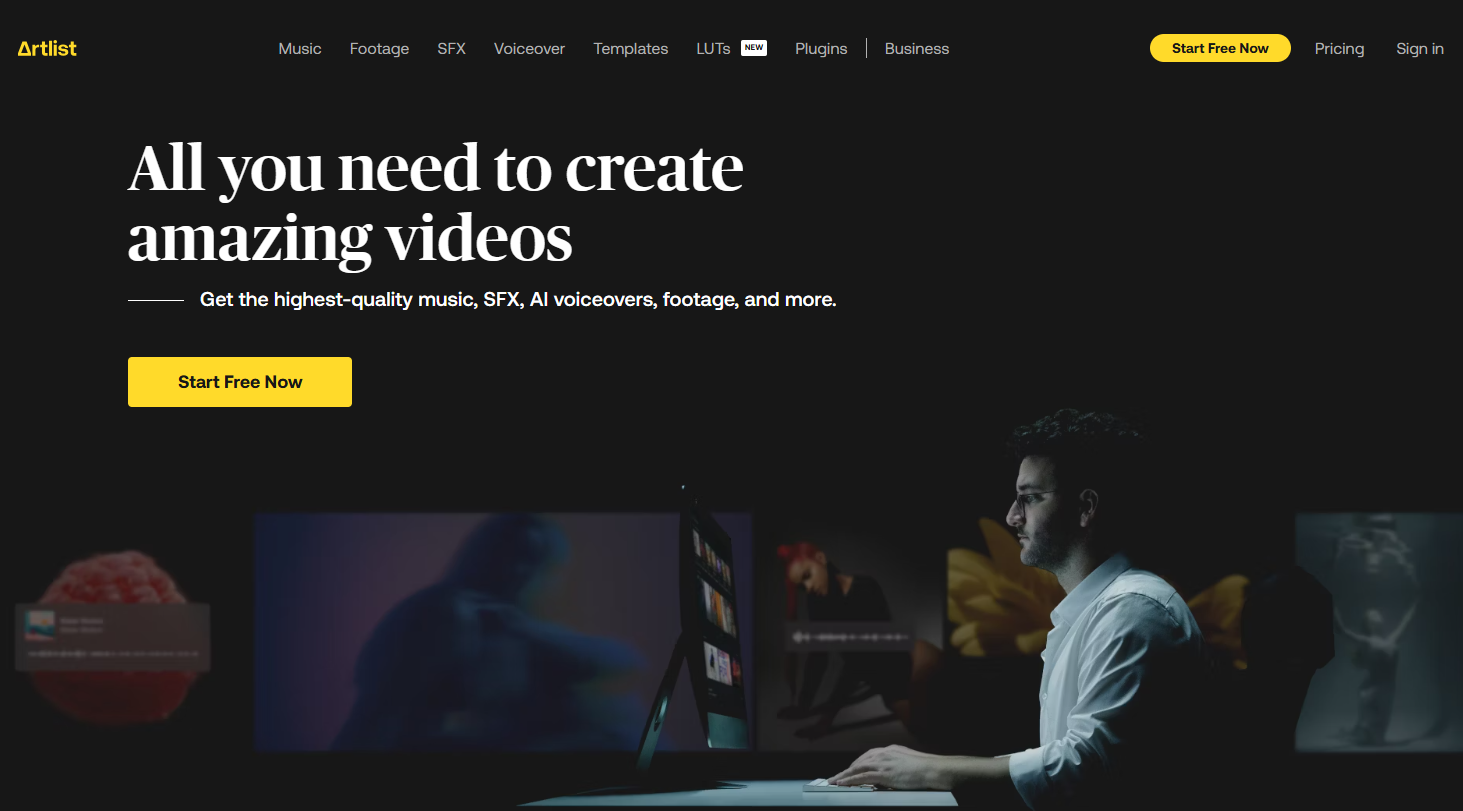 Artlist
Music Footage SFX Voiceover Templates LUTs NEW Plugins Business
Start Free Now Pricing Sign in
All you need to create
amazing videos
Get the highest-quality music, SFX, AI voiceovers, footage, and more.
Start Free Now